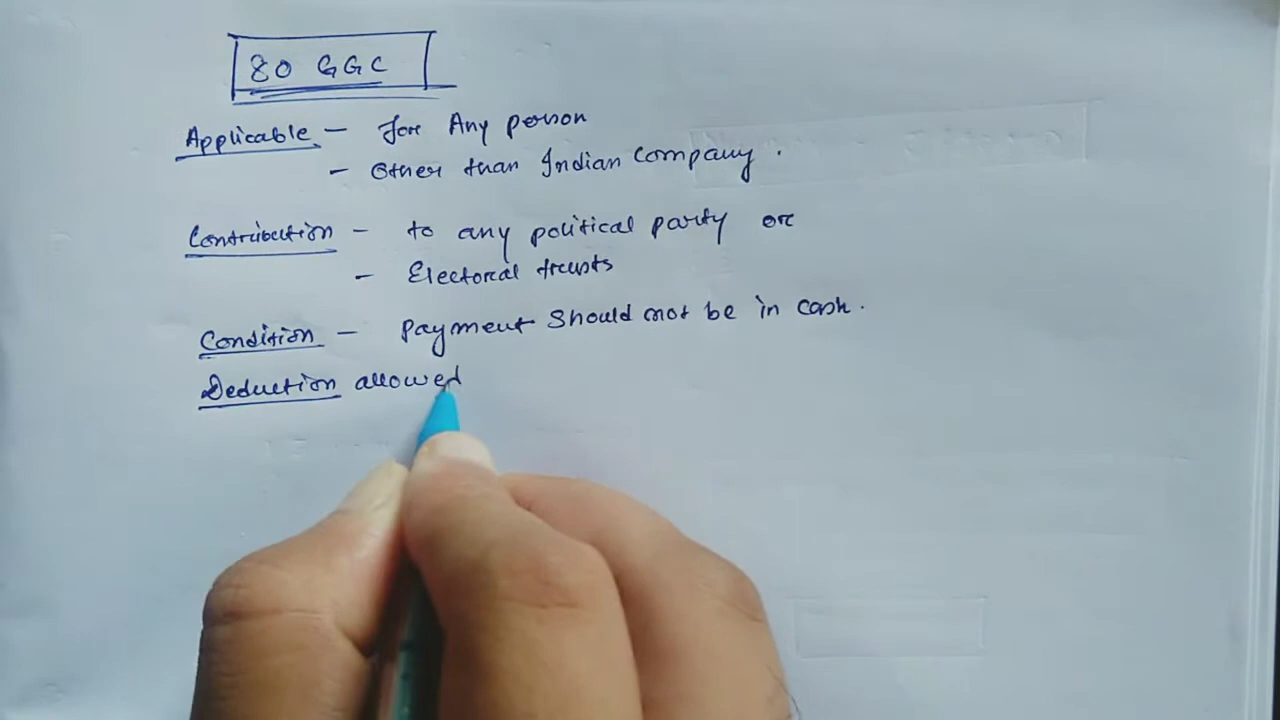 80 GGC
Applicable - for Any person
- Other than Indian Company.
Contribution - to any political party or
- Electoral trusts
Condition - Payment Should not be in cash.
Deduction allowed